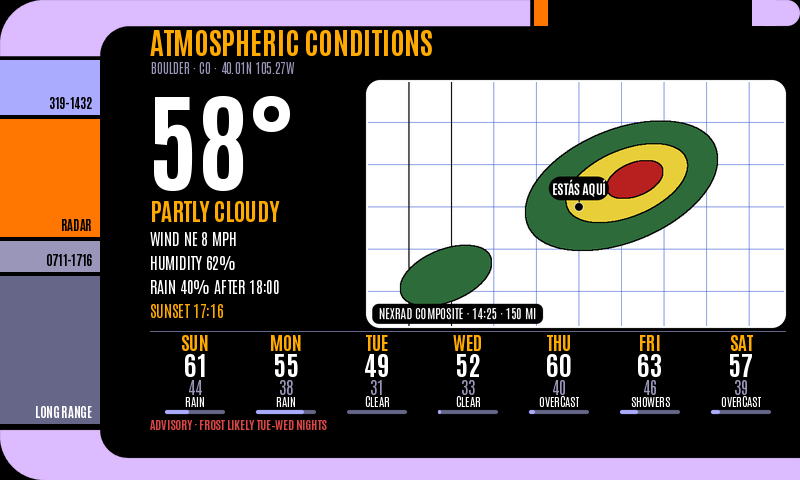 ATMOSPHERIC CONDITIONS
BOULDER · CO · 40.01N 105.27W
319-1432
RADAR
0711-1716
LONG RANGE
58°
PARTLY CLOUDY
WIND NE 8 MPH
HUMIDITY 62%
RAIN 40% AFTER 18:00
SUNSET 17:16
ESTÁS AQUÍ
NEXRAD COMPOSITE · 14:25 · 150 MI
SUN MON TUE WED THU FRI SAT
61 55 49 52 60 63 57
44 38 31 33 40 46 39
RAIN RAIN CLEAR CLEAR OVERCAST SHOWERS OVERCAST
ADVISORY · FROST LIKELY TUE-WED NIGHTS